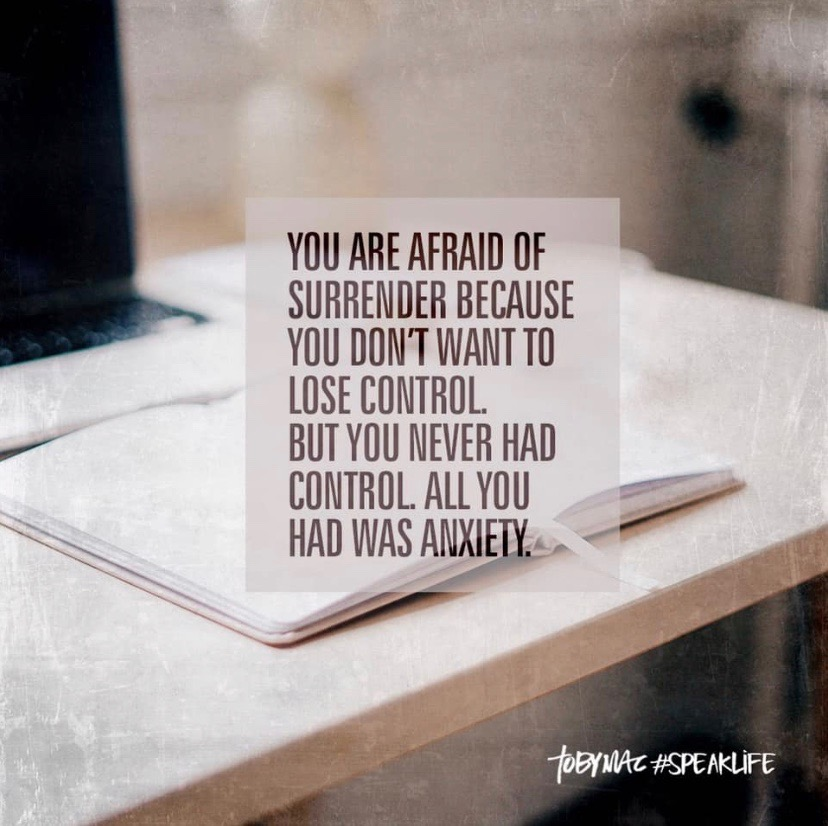 YOU ARE AFRAID OF
SURRENDER BECAUSE
YOU DON'T WANT TO
LOSE CONTROL.
BUT YOU NEVER HAD
CONTROL. ALL YOU
HAD WAS ANXIETY.
TOBYMAC #SPEAKLIFE